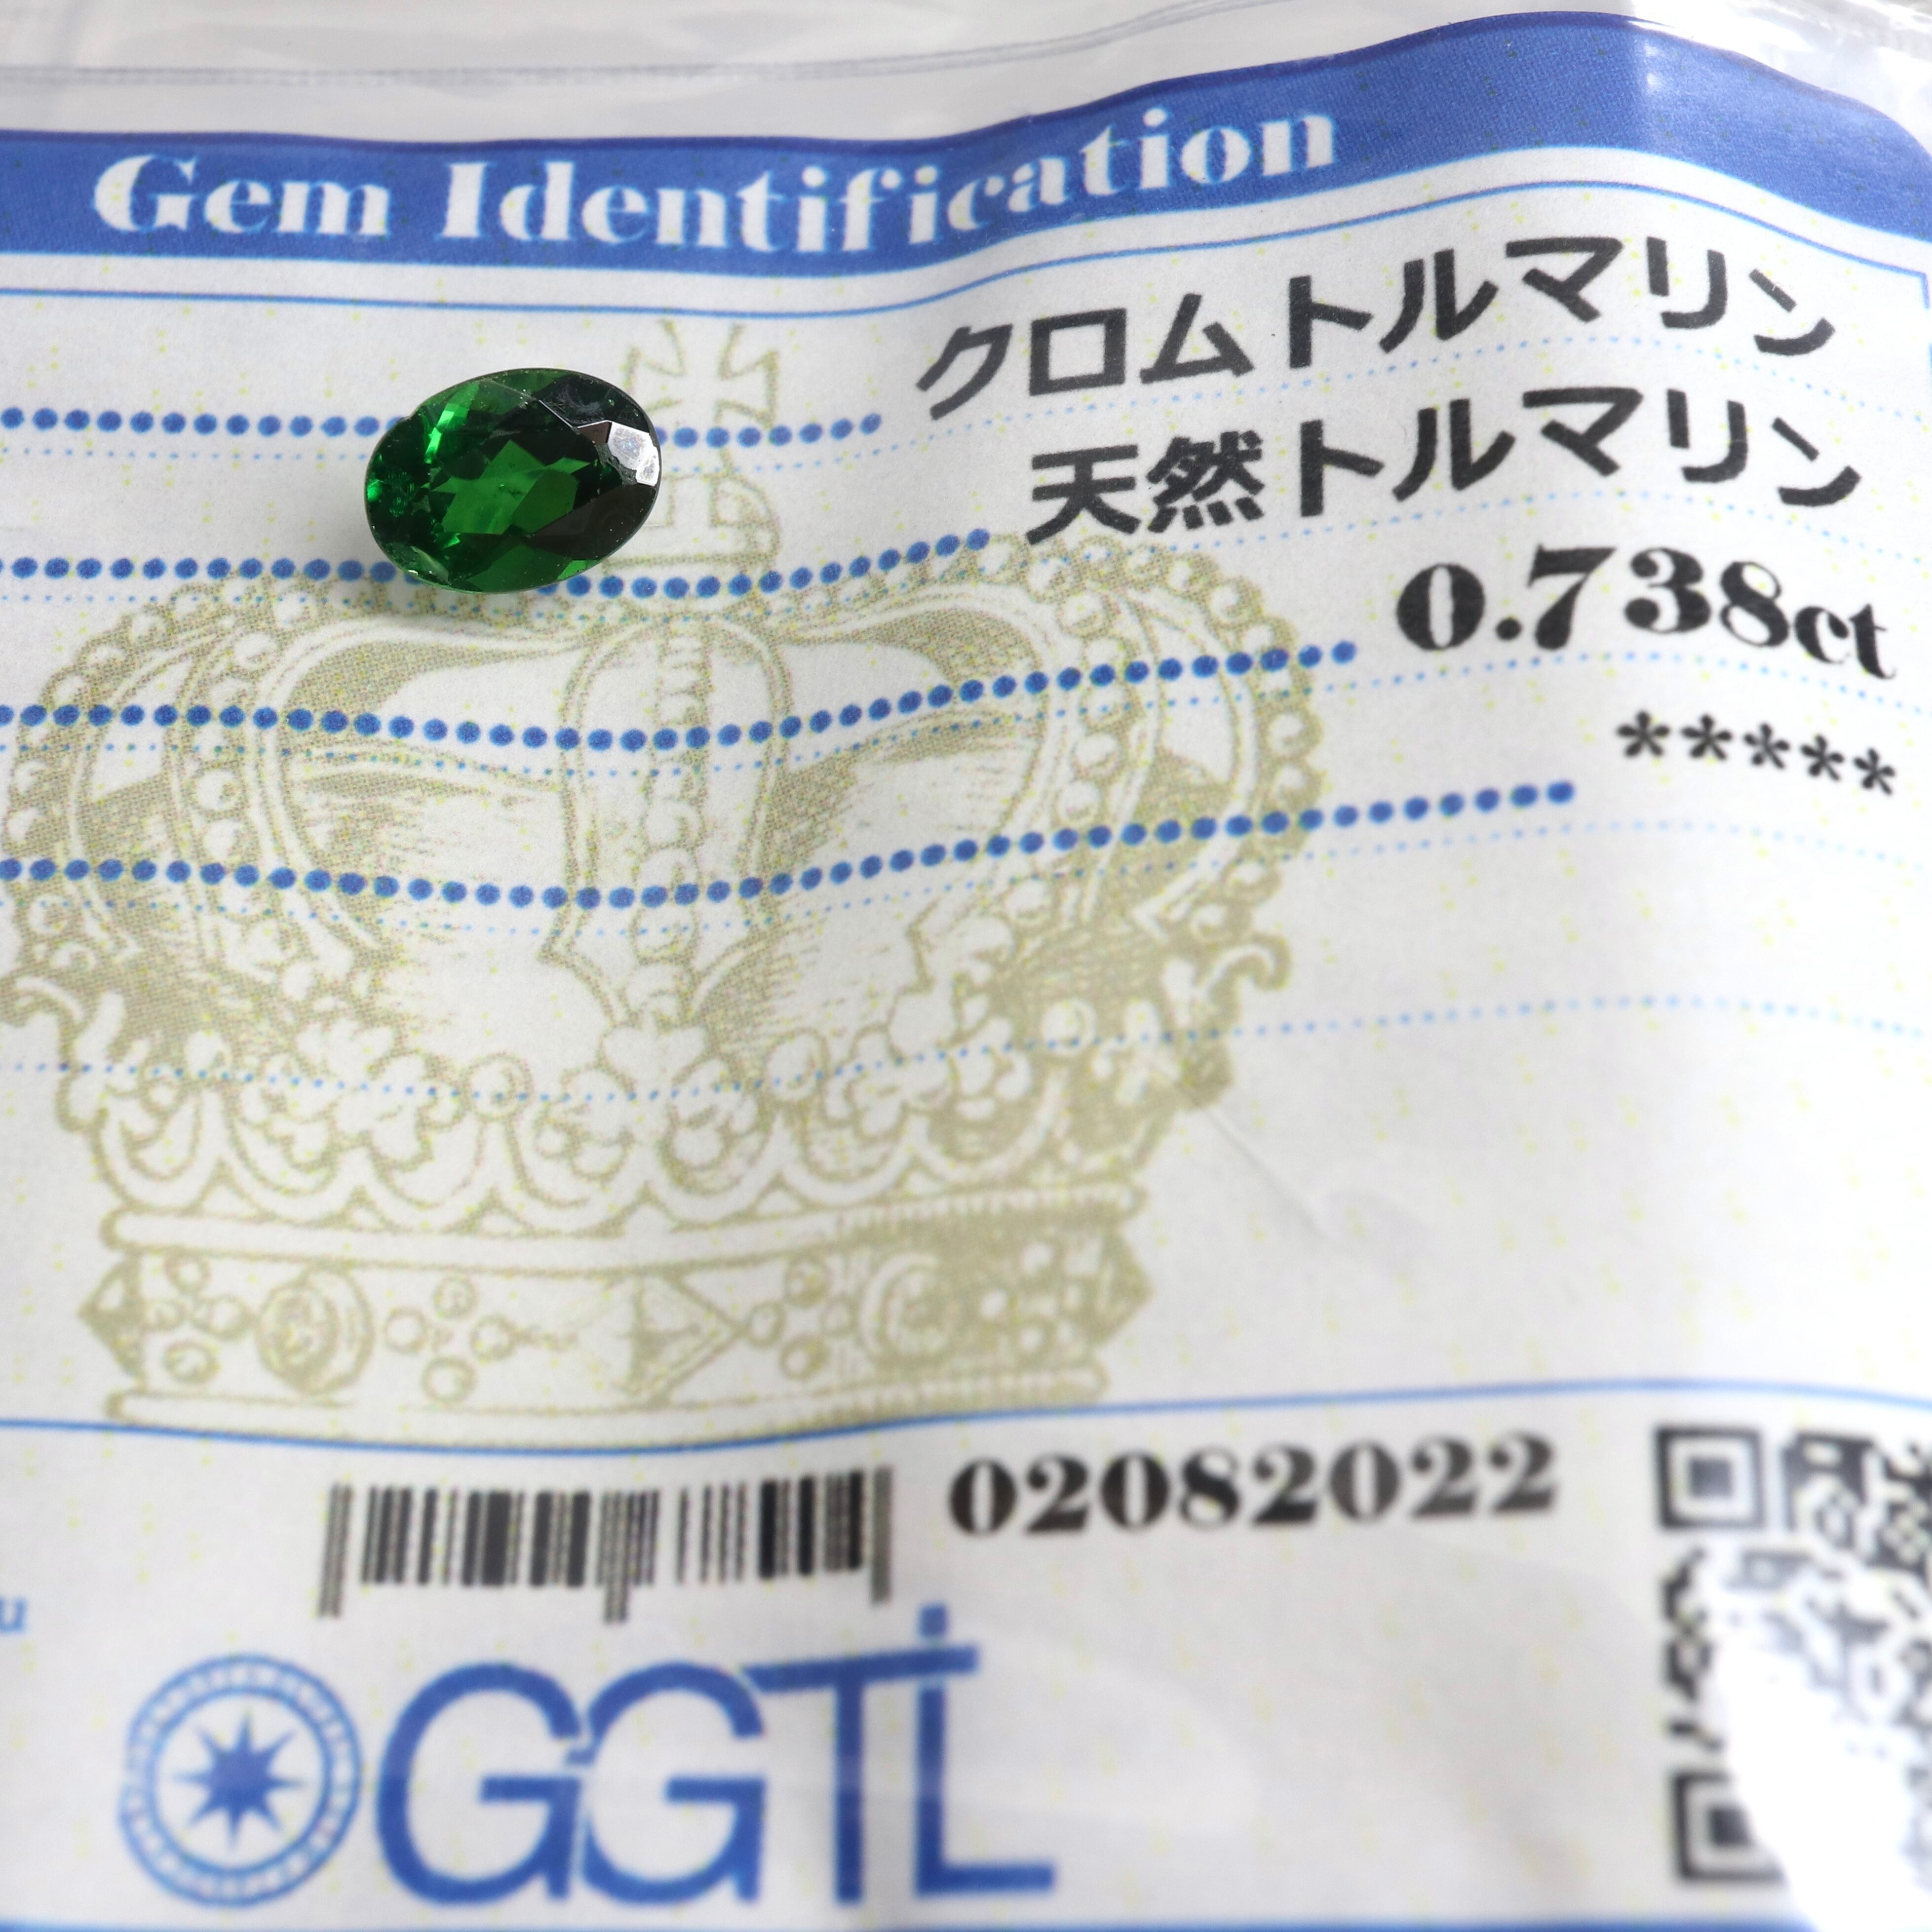 Gem Identification
クロムトルマリン
天然トルマリン
0.738ct
*****
02082022
u
GGTL